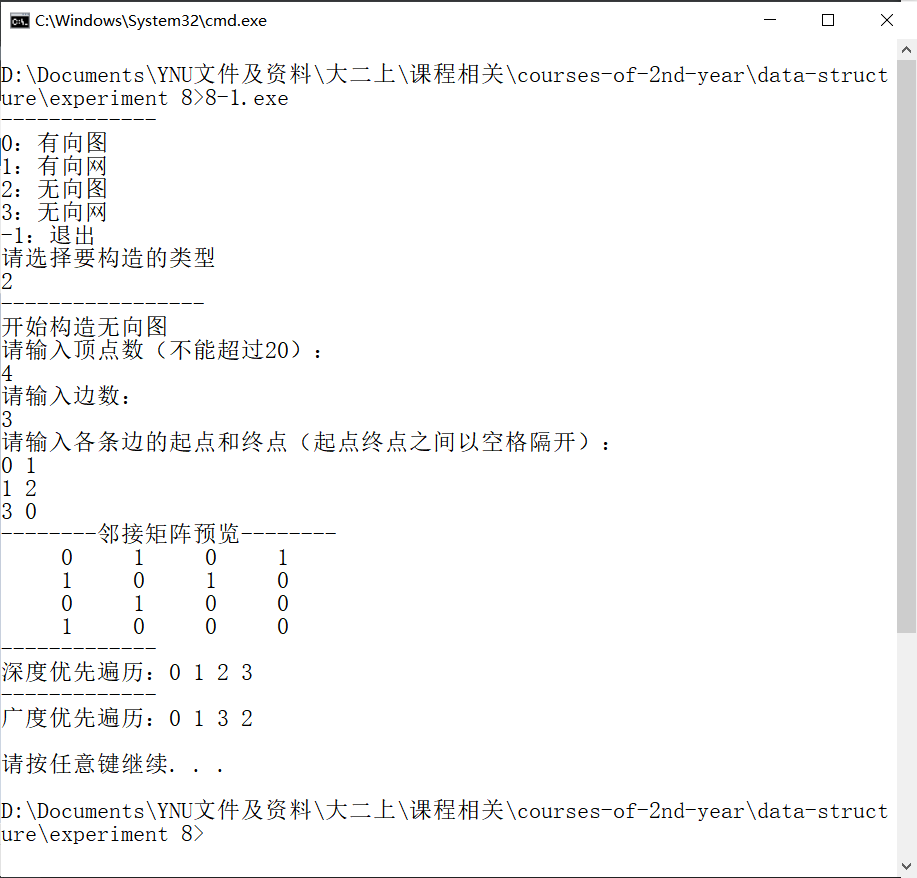 C:\Windows\System32\cmd.exe
D:\Documents\YNU文件及资料\大二上\课程相关\courses-of-2nd-year\data-struct
ure\experiment 8>8-1.exe
-------------
0: 有向图
1: 有向网
2: 无向图
3: 无向网
-1: 退出
请选择要构造的类型
2
-----------------
开始构造无向图
请输入顶点数（不能超过20）:
4
请输入边数:
3
请输入各条边的起点和终点（起点终点之间以空格隔开）:
0 1
1 2
3 0
--------邻接矩阵预览--------
0 1 0 1
1 0 1 0
0 1 0 0
1 0 0 0
-------------
深度优先遍历: 0 1 2 3
-------------
广度优先遍历: 0 1 3 2
请按任意键继续. . .
D:\Documents\YNU文件及资料\大二上\课程相关\courses-of-2nd-year\data-struct
ure\experiment 8>